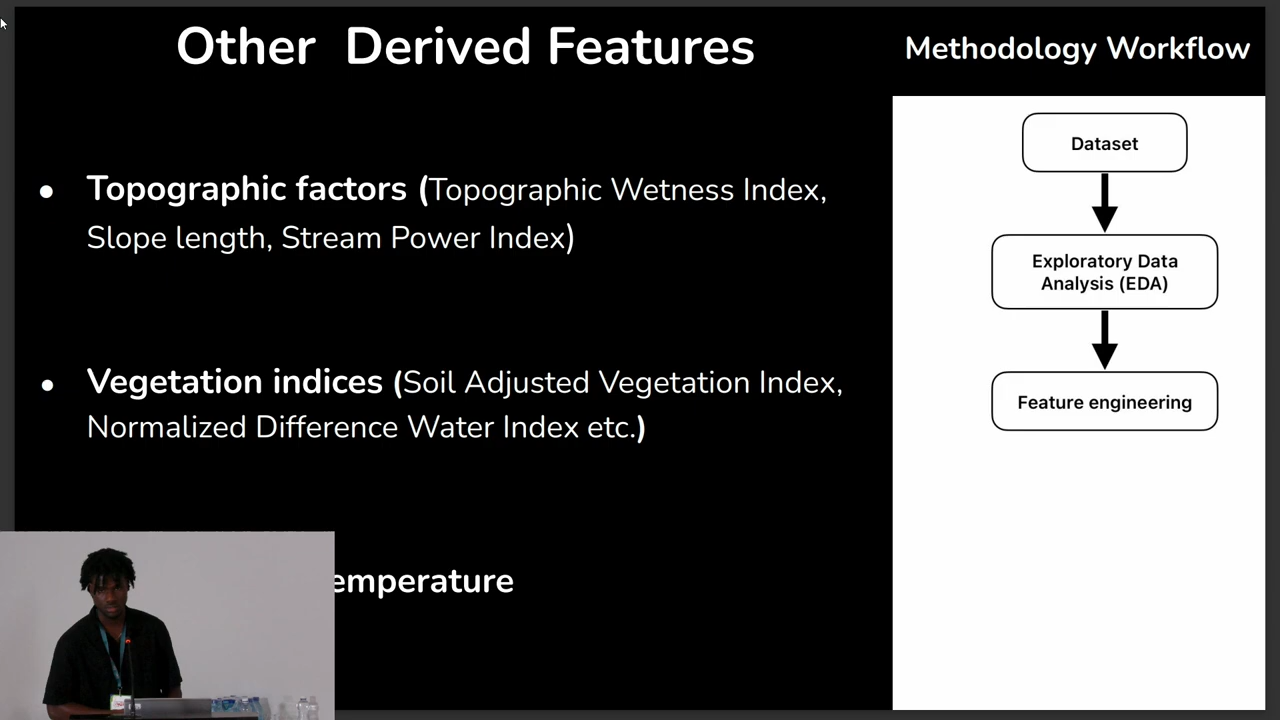 Other Derived Features
Methodology Workflow
● Topographic factors (Topographic Wetness Index,
Slope length, Stream Power Index)
● Vegetation indices (Soil Adjusted Vegetation Index,
Normalized Difference Water Index etc.)
emperature
Dataset
Exploratory Data
Analysis (EDA)
Feature engineering